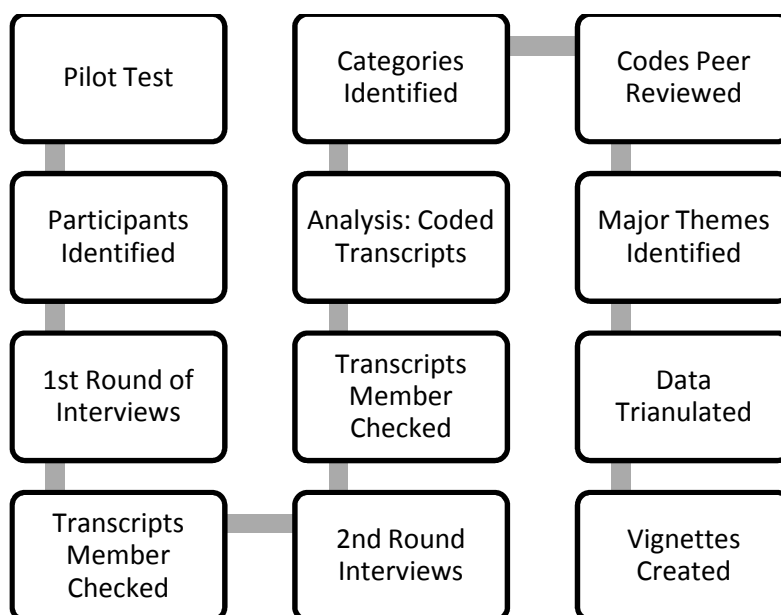 Pilot Test
Participants
Identified
1st Round of
Interviews
Transcripts
Member
Checked
2nd Round
Interviews
Transcripts
Member
Checked
Analysis: Coded
Transcripts
Categories
Identified
Codes Peer
Reviewed
Major Themes
Identified
Data
Trianulated
Vignettes
Created